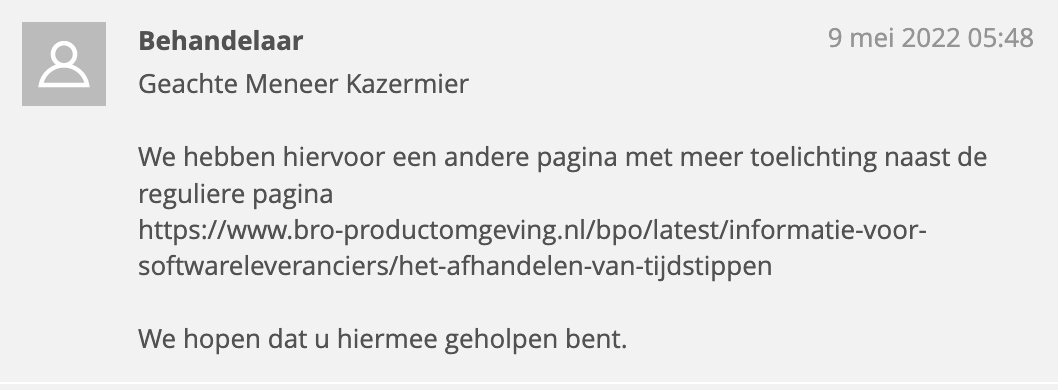 Behandelaar
9 mei 2022 05:48
Geachte Meneer Kazermier
We hebben hiervoor een andere pagina met meer toelichting naast de
reguliere pagina
https://www.bro-productomgeving.nl/bpo/latest/informatie-voor-
softwareleveranciers/het-afhandelen-van-tijdstippen
We hopen dat u hiermee geholpen bent.